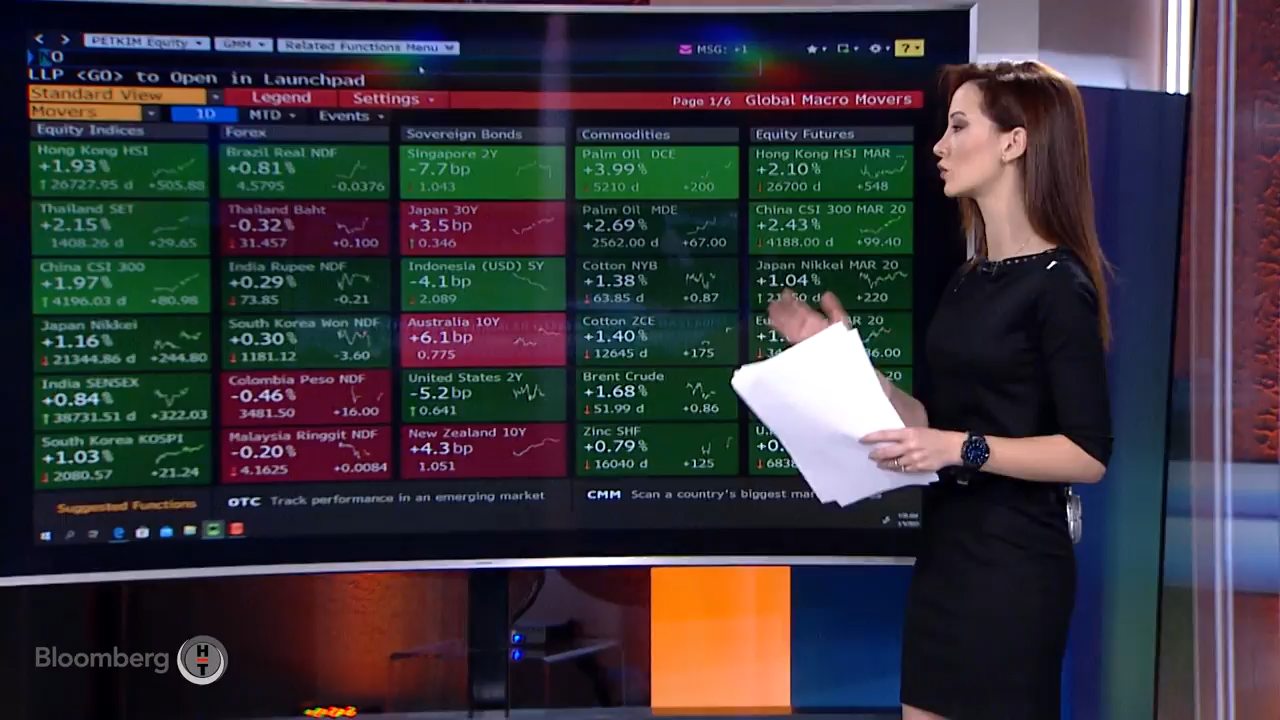 PETKIM Equity GMM Related Functions Menu MSG: +1 ?
O
LLP <GO> to Open in Launchpad
Standard View Legend Settings Page 1/6 Global Macro Movers
Movers 1D MTD Events
Equity Indices
Hong Kong HSI
+1.93%
↑26727.95 d +505.88
Thailand SET
+2.15%
1408.26 d +29.65
China CSI 300
+1.97%
↑4196.03 d +80.98
Japan Nikkei
+1.16%
↓21344.86 d +244.80
India SENSEX
+0.84%
↑38731.51 d +322.03
South Korea KOSPI
+1.03%
↓2080.57 +21.24
Forex
Brazil Real NDF
+0.81%
4.5795 -0.0376
Thailand Baht
-0.32%
↓31.457 +0.100
India Rupee NDF
+0.29%
↓73.85 -0.21
South Korea Won NDF
+0.30%
↓1181.12 -3.60
Colombia Peso NDF
-0.46%
3481.50 +16.00
Malaysia Ringgit NDF
-0.20%
↓4.1625 +0.0084
Sovereign Bonds
Singapore 2Y
-7.7bp
↓1.043
Japan 30Y
+3.5bp
↑0.346
Indonesia (USD) 5Y
-4.1bp
↓2.089
Australia 10Y
+6.1bp
0.775
United States 2Y
-5.2bp
↑0.641
New Zealand 10Y
+4.3bp
1.051
Commodities
Palm Oil DCE
+3.99%
↓5210 d +200
Palm Oil MDE
+2.69%
2562.00 d +67.00
Cotton NYB
+1.38%
↓63.85 d +0.87
Cotton ZCE
+1.40%
↓12645 d +175
Brent Crude
+1.68%
↓51.99 d +0.86
Zinc SHF
+0.79%
↓16040 d +125
Equity Futures
Hong Kong HSI MAR ...
+2.10%
↓26700 d +548
China CSI 300 MAR 20
+2.43%
↓4188.00 d +99.40
Japan Nikkei MAR 20
+1.04%
+220
AR 20
6.00
20
Suggested Functions OTC Track performance in an emerging market CMM Scan a country's biggest
Bloomberg HT